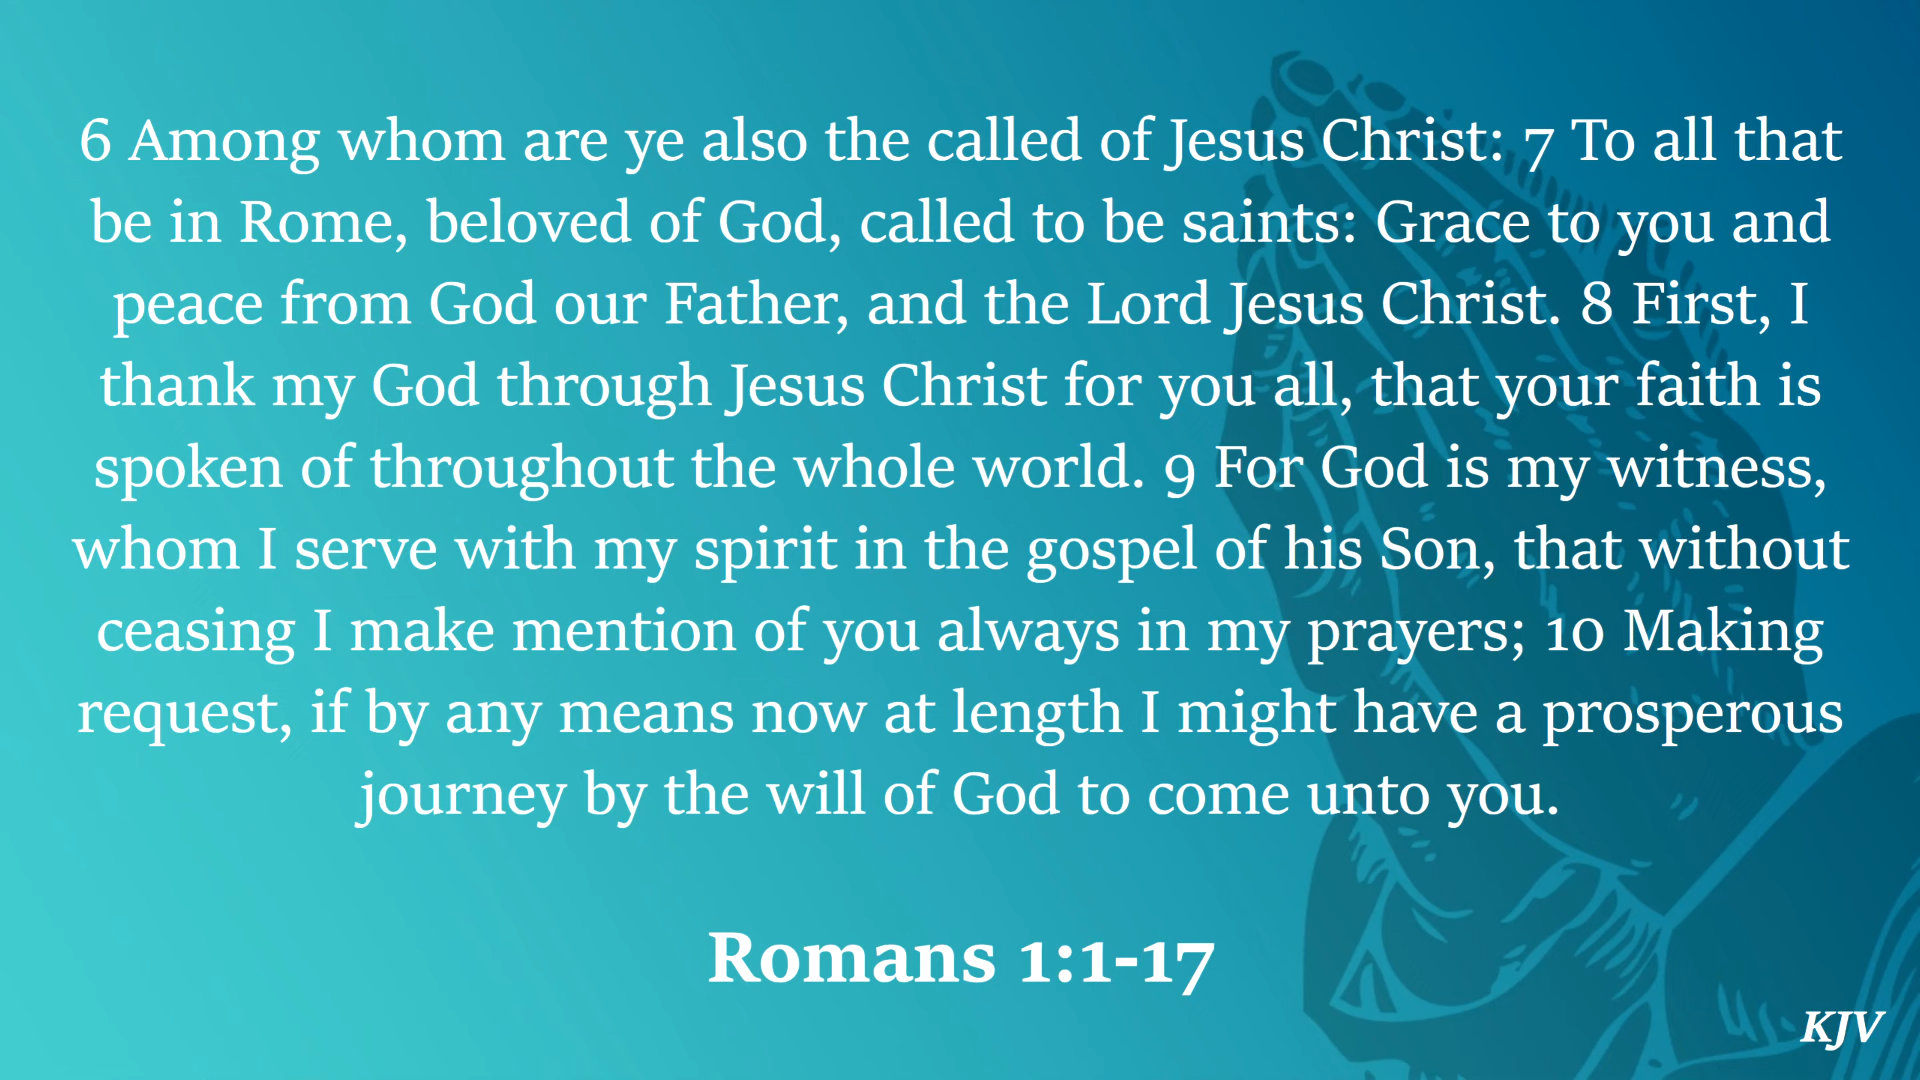 6 Among whom are ye also the called of Jesus Christ: 7 To all that
be in Rome, beloved of God, called to be saints: Grace to you and
peace from God our Father, and the Lord Jesus Christ. 8 First, I
thank my God through Jesus Christ for you all, that your faith is
spoken of throughout the whole world. 9 For God is my witness,
whom I serve with my spirit in the gospel of his Son, that without
ceasing I make mention of you always in my prayers; 10 Making
request, if by any means now at length I might have a prosperous
journey by the will of God to come unto you.
Romans 1:1-17
KJV